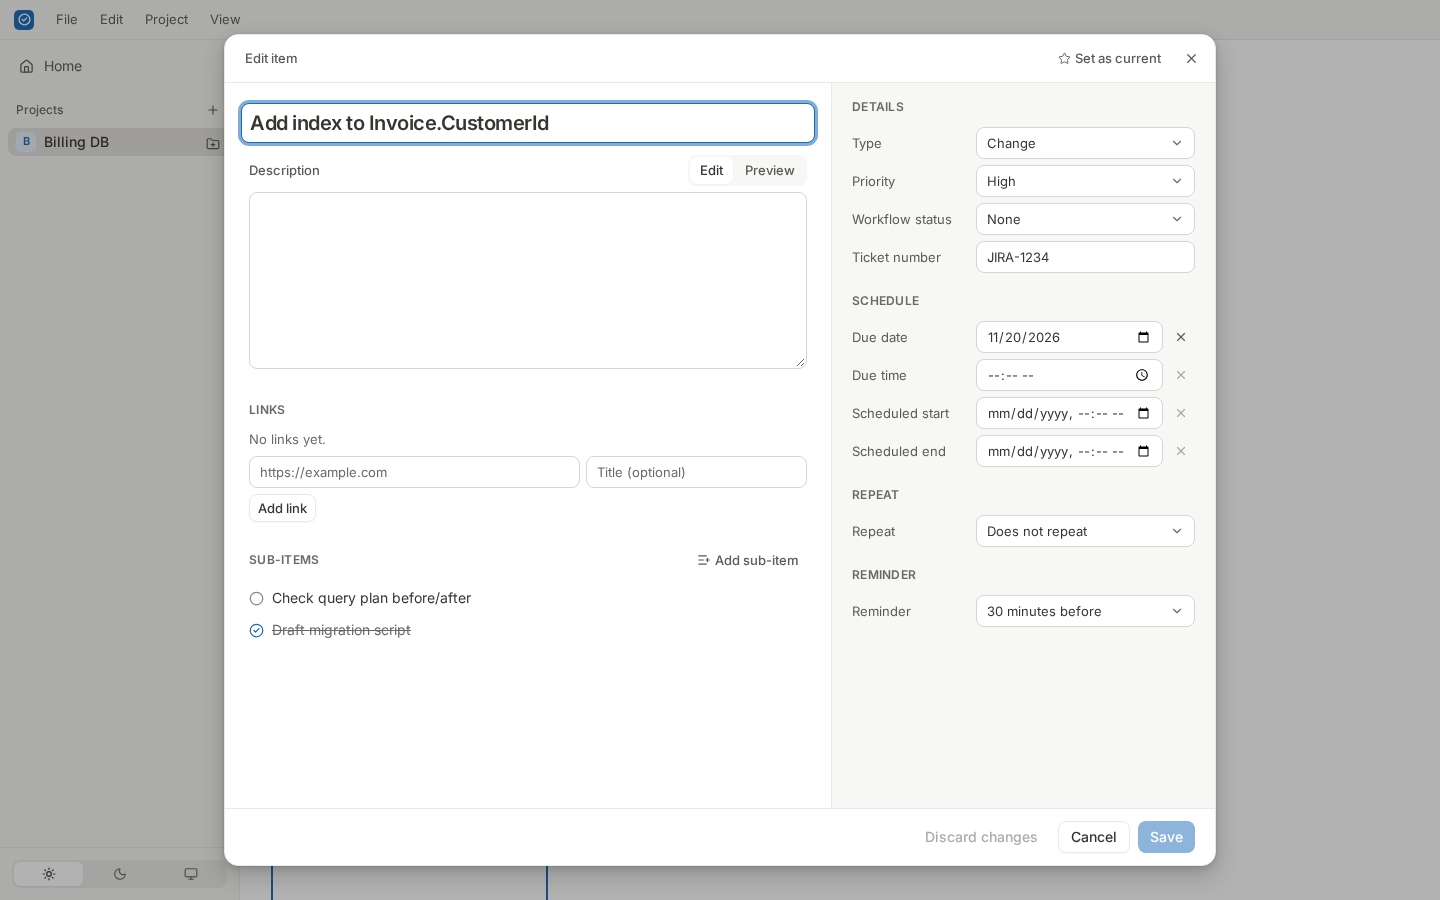 File Edit Project View
Home
Projects
B Billing DB
Edit item
Set as current
Add index to Invoice.CustomerId
Description
Edit Preview
LINKS
No links yet.
https://example.com
Title (optional)
Add link
SUB-ITEMS
Add sub-item
Check query plan before/after
Draft migration script
DETAILS
Type Change
Priority High
Workflow status None
Ticket number JIRA-1234
SCHEDULE
Due date 11/20/2026
Due time --:-- --
Scheduled start mm/dd/yyyy, --:-- --
Scheduled end mm/dd/yyyy, --:-- --
REPEAT
Repeat Does not repeat
REMINDER
Reminder 30 minutes before
Discard changes Cancel Save